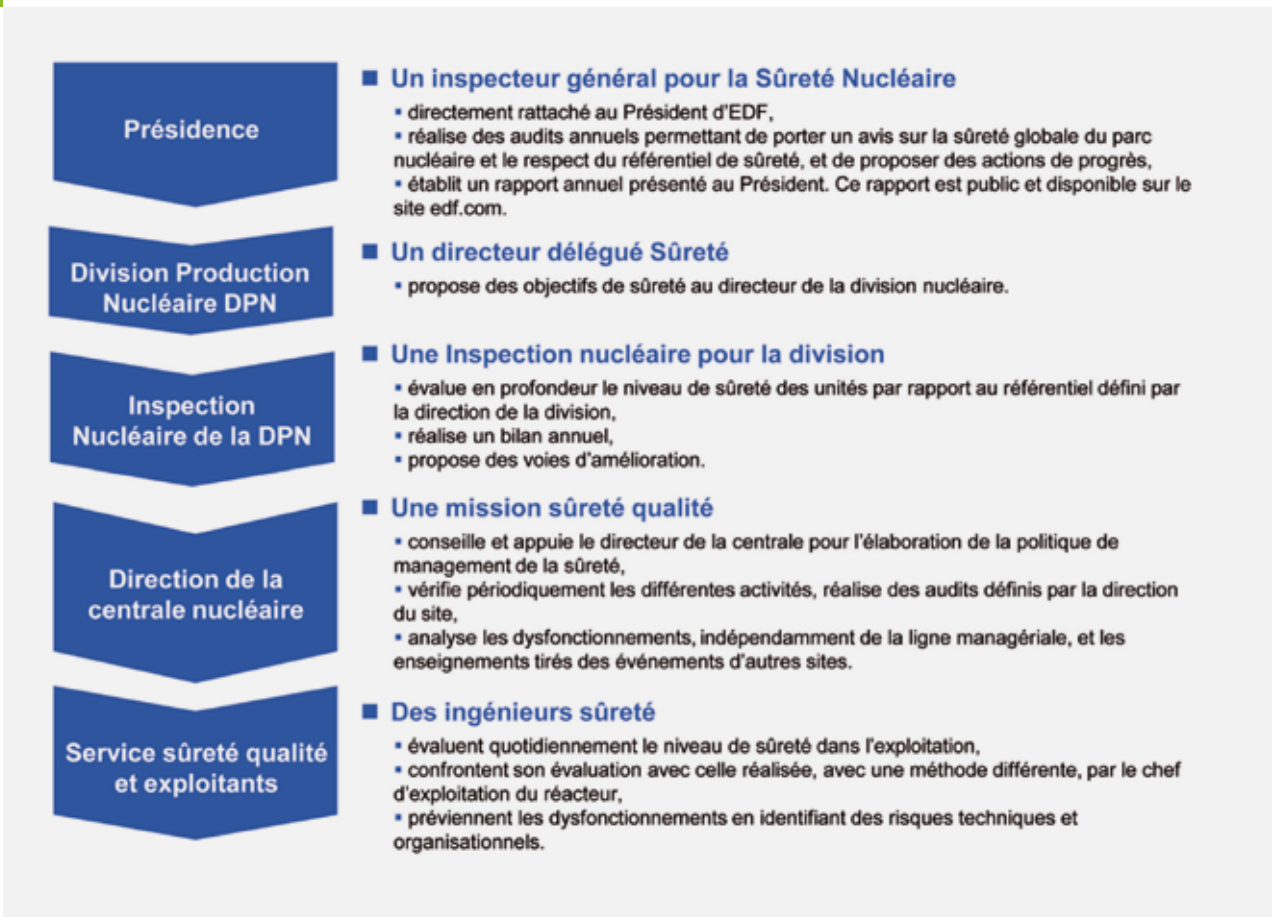 Présidence
■ Un inspecteur général pour la Sûreté Nucléaire
▪ directement rattaché au Président d'EDF,
▪ réalise des audits annuels permettant de porter un avis sur la sûreté globale du parc
nucléaire et le respect du référentiel de sûreté, et de proposer des actions de progrès,
▪ établit un rapport annuel présenté au Président. Ce rapport est public et disponible sur le
site edf.com.
Division Production
Nucléaire DPN
■ Un directeur délégué Sûreté
▪ propose des objectifs de sûreté au directeur de la division nucléaire.
Inspection
Nucléaire de la DPN
■ Une Inspection nucléaire pour la division
▪ évalue en profondeur le niveau de sûreté des unités par rapport au référentiel défini par
la direction de la division,
▪ réalise un bilan annuel,
▪ propose des voies d'amélioration.
Direction de la
centrale nucléaire
■ Une mission sûreté qualité
▪ conseille et appuie le directeur de la centrale pour l'élaboration de la politique de
management de la sûreté,
▪ vérifie périodiquement les différentes activités, réalise des audits définis par la direction
du site,
▪ analyse les dysfonctionnements, indépendamment de la ligne managériale, et les
enseignements tirés des événements d'autres sites.
Service sûreté qualité
et exploitants
■ Des ingénieurs sûreté
▪ évaluent quotidiennement le niveau de sûreté dans l'exploitation,
▪ confrontent son évaluation avec celle réalisée, avec une méthode différente, par le chef
d'exploitation du réacteur,
▪ préviennent les dysfonctionnements en identifiant des risques techniques et
organisationnels.